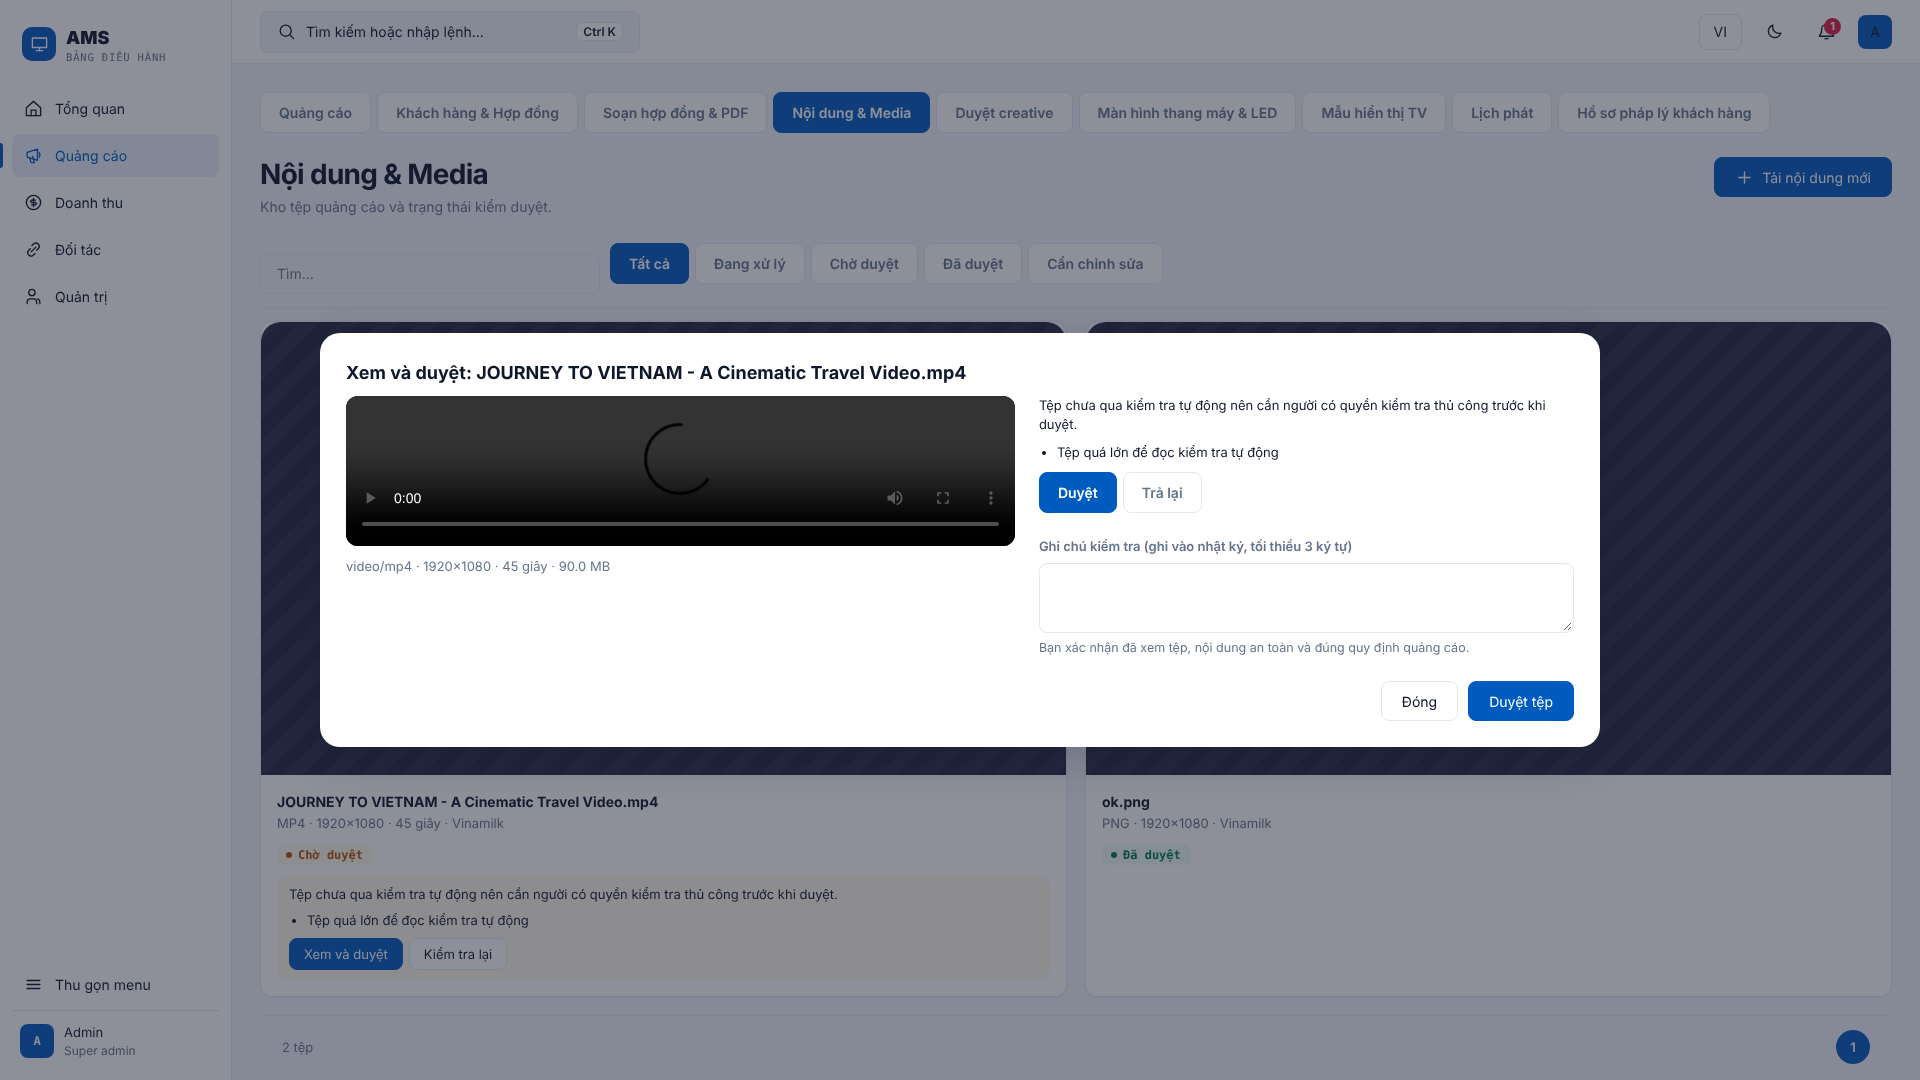 AMS
BẢNG ĐIỀU HÀNH
Tổng quan
Quảng cáo
Doanh thu
Đối tác
Quản trị
Thu gọn menu
A
Admin
Super admin
Tìm kiếm hoặc nhập lệnh...
Ctrl K
VI
1
A
Quảng cáo
Khách hàng & Hợp đồng
Soạn hợp đồng & PDF
Nội dung & Media
Duyệt creative
Màn hình thang máy & LED
Mẫu hiển thị TV
Lịch phát
Hồ sơ pháp lý khách hàng
Nội dung & Media
Kho tệp quảng cáo và trạng thái kiểm duyệt.
Tải nội dung mới
Tìm...
Tất cả
Đang xử lý
Chờ duyệt
Đã duyệt
Cần chỉnh sửa
Xem và duyệt: JOURNEY TO VIETNAM - A Cinematic Travel Video.mp4
0:00
video/mp4 · 1920×1080 · 45 giây · 90.0 MB
Tệp chưa qua kiểm tra tự động nên cần người có quyền kiểm tra thủ công trước khi
duyệt.
• Tệp quá lớn để đọc kiểm tra tự động
Duyệt
Trả lại
Ghi chú kiểm tra (ghi vào nhật ký, tối thiểu 3 ký tự)
Bạn xác nhận đã xem tệp, nội dung an toàn và đúng quy định quảng cáo.
Đóng
Duyệt tệp
JOURNEY TO VIETNAM - A Cinematic Travel Video.mp4
MP4 · 1920×1080 · 45 giây · Vinamilk
Chờ duyệt
Tệp chưa qua kiểm tra tự động nên cần người có quyền kiểm tra thủ công trước khi duyệt.
• Tệp quá lớn để đọc kiểm tra tự động
Xem và duyệt
Kiểm tra lại
ok.png
PNG · 1920×1080 · Vinamilk
Đã duyệt
2 tệp
1